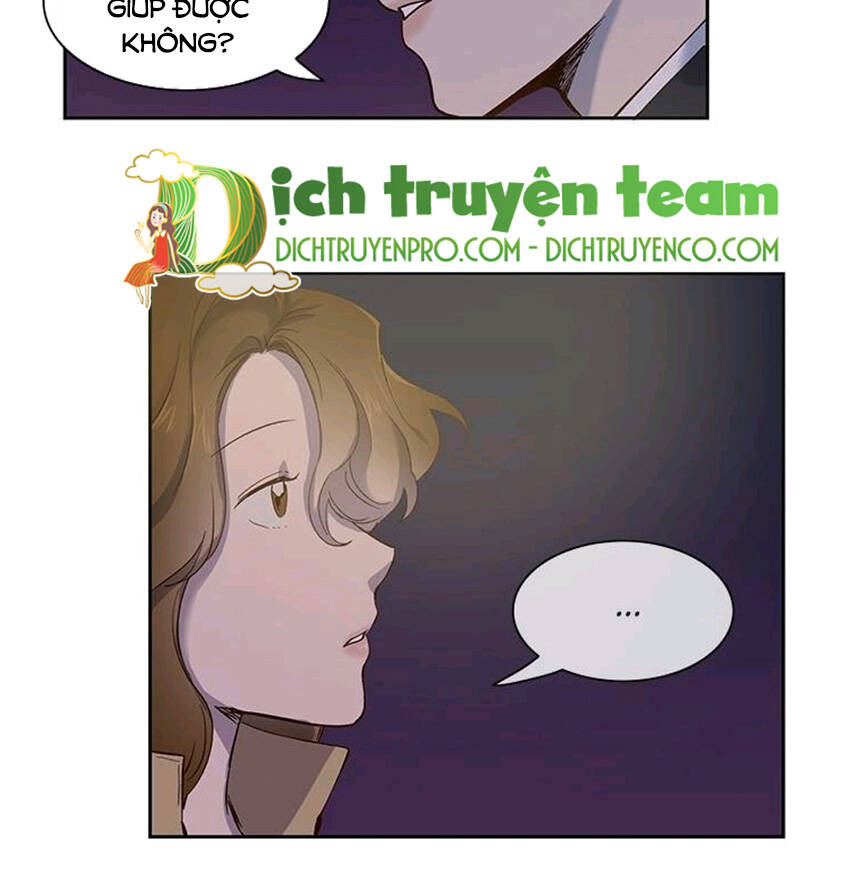 GIÚP ĐƯỢC
KHÔNG?
Dịch truyện team
DICHTRUYENPRO.COM - DICHTRUYENCO.COM
...